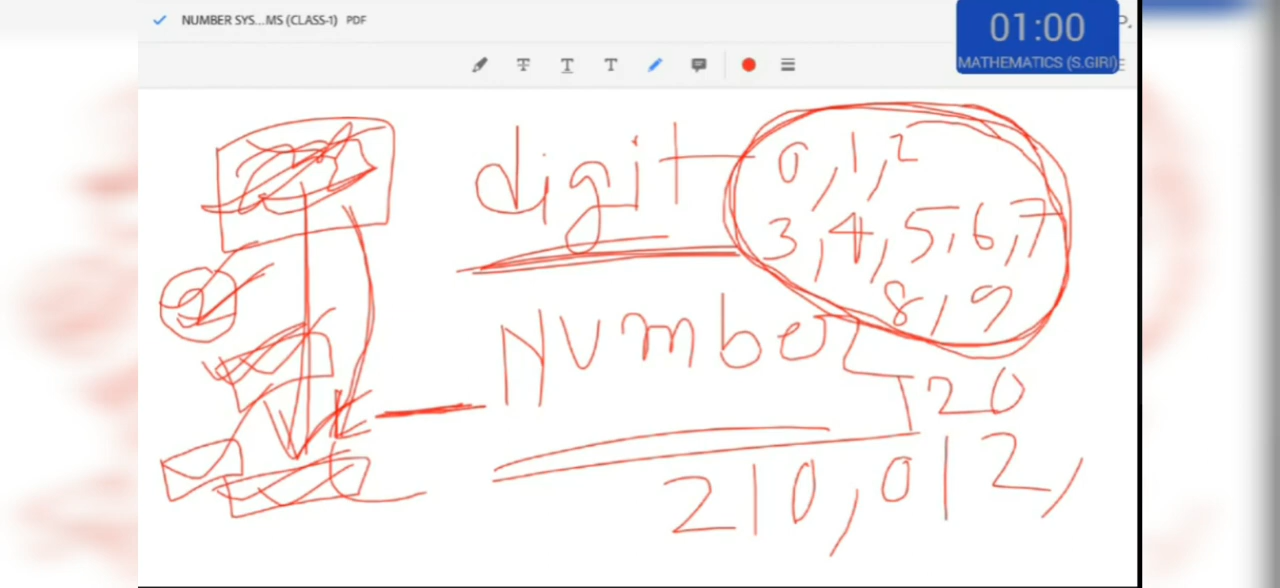 NUMBER SYS...MS (CLASS-1) PDF
01:00
MATHEMATICS (S.GIRI)
T T T
digit 0, 1, 2
3, 4, 5, 6, 7
8, 9
Number
120
210, 012,